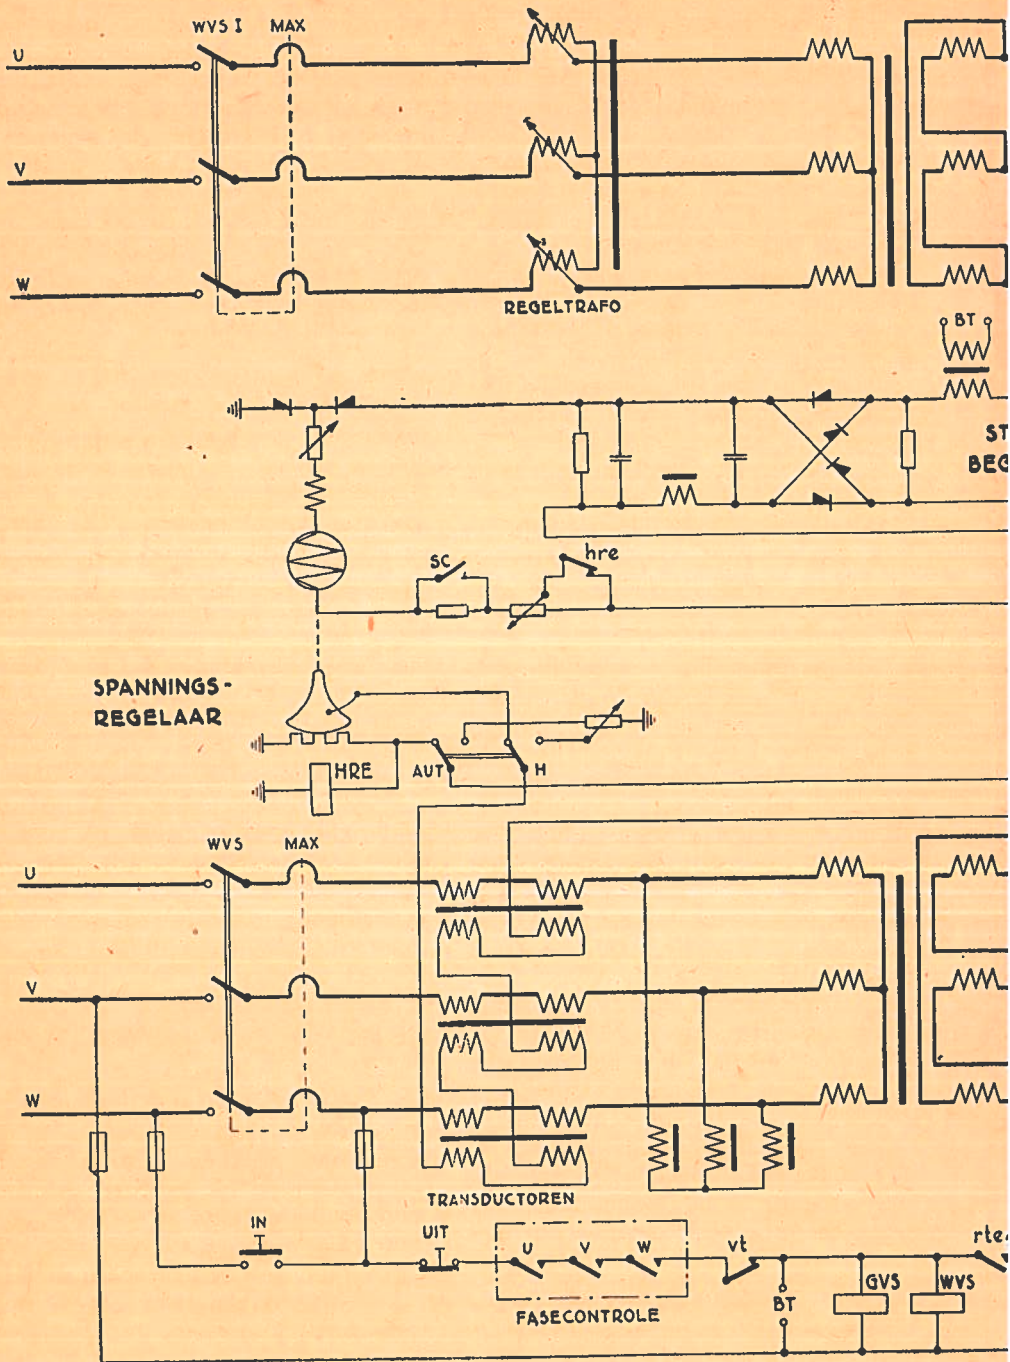 WVS I MAX
U
V
W
REGELTRAFO
BT
ST
BEG
SC
hre
SPANNINGS-
REGELAAR
HRE
AUT
H
WVS MAX
U
V
W
TRANSDUCTOREN
IN
UIT
U V W
vt
rte
GVS
WVS
BT
FASECONTROLE